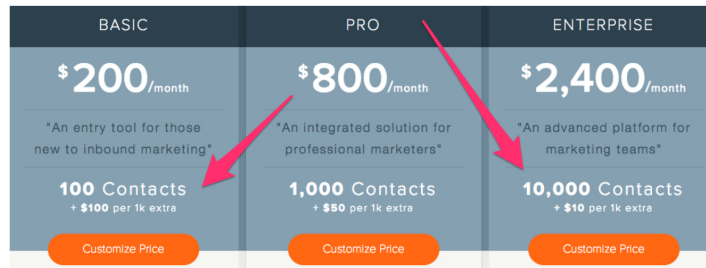 BASIC
$200/month
"An entry tool for those
new to inbound marketing"
100 Contacts
+ $100 per 1k extra
Customize Price
PRO
$800/month
"An integrated solution for
professional marketers"
1,000 Contacts
+ $50 per 1k extra
Customize Price
ENTERPRISE
$2,400/month
"An advanced platform for
marketing teams"
10,000 Contacts
+ $10 per 1k extra
Customize Price